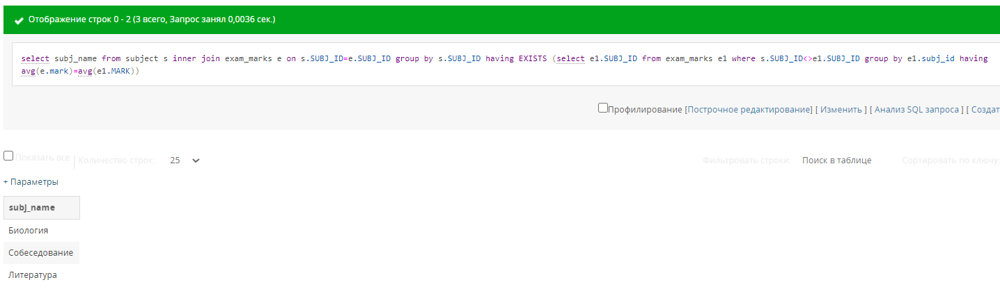 Отображение строк 0 - 2 (3 всего, Запрос занял 0,0036 сек.)
select subj_name from subject s inner join exam_marks e on s.SUBJ_ID=e.SUBJ_ID group by s.SUBJ_ID having EXISTS (select e1.SUBJ_ID from exam_marks e1 where s.SUBJ_ID<>e1.SUBJ_ID group by e1.subj_id having
avg(e.mark)=avg(e1.MARK))
Профилирование [Построчное редактирование] [ Изменить ] [ Анализ SQL запроса ] [ Создат
Показать все | Количество строк: 25 Фильтровать строки: Поиск в таблице Сортировать по ключу:
+ Параметры
subj_name
Биология
Собеседование
Литература